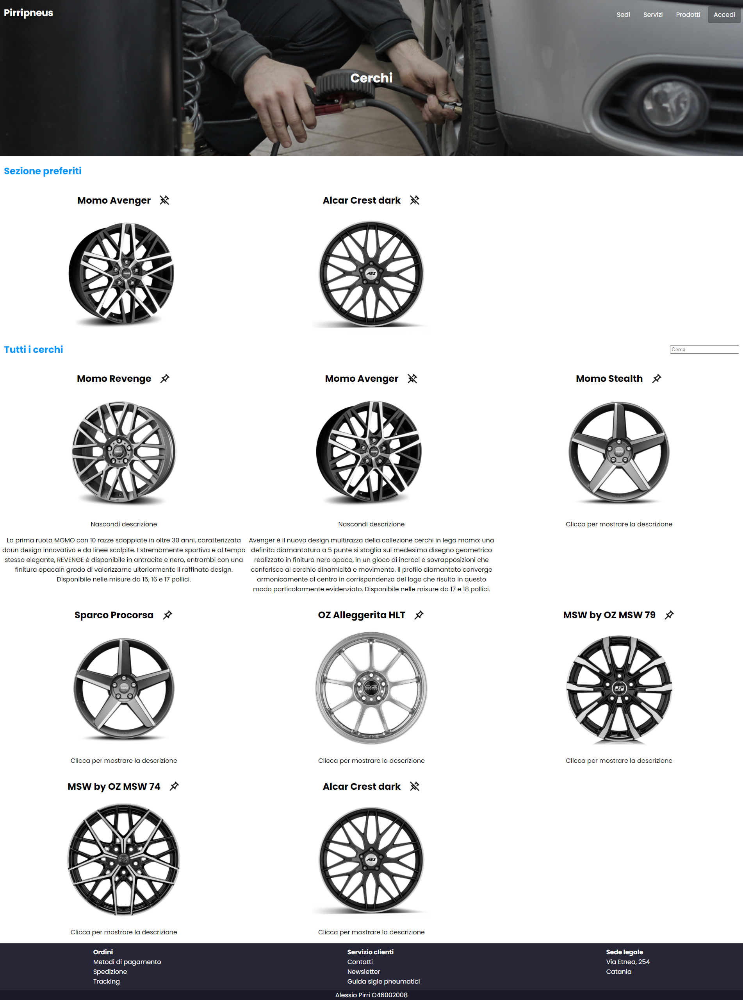 Pirripneus
Sedi
Servizi
Prodotti
Accedi
Cerchi
Sezione preferiti
Momo Avenger
Alcar Crest dark
AEZ
Tutti i cerchi
Cerca
Momo Revenge
Momo Avenger
Momo Stealth
Nascondi descrizione
Nascondi descrizione
Clicca per mostrare la descrizione
La prima ruota MOMO con 10 razze sdoppiate in oltre 30 anni, caratterizzata
daun design innovativo e da linee scolpite. Estremamente sportiva e al tempo
stesso elegante, REVENGE è disponibile in antracite e nero, entrambi con una
finitura opacain grado di valorizzarne ulteriormente il raffinato design.
Disponibile nelle misure da 15, 16 e 17 pollici.
Avenger è il nuovo design multirazza della collezione cerchi in lega momo: una
definita diamantatura a 5 punte si staglia sul medesimo disegno geometrico
realizzato in finitura nero opaco, in un gioco di incroci e sovrapposizioni che
conferisce al cerchio dinamicità e movimento. il profilo diamantato converge
armonicamente al centro in corrispondenza del logo che risulta in questo
modo particolarmente evidenziato. Disponibile nelle misure da 17 e 18 pollici.
Sparco Procorsa
OZ Alleggerita HLT
MSW by OZ MSW 79
OZ
MSW
Clicca per mostrare la descrizione
Clicca per mostrare la descrizione
Clicca per mostrare la descrizione
MSW by OZ MSW 74
Alcar Crest dark
AEZ
Clicca per mostrare la descrizione
Clicca per mostrare la descrizione
Ordini
Metodi di pagamento
Spedizione
Tracking
Servizio clienti
Contatti
Newsletter
Guida sigle pneumatici
Sede legale
Via Etnea, 254
Catania
Alessio Pirri O46002008